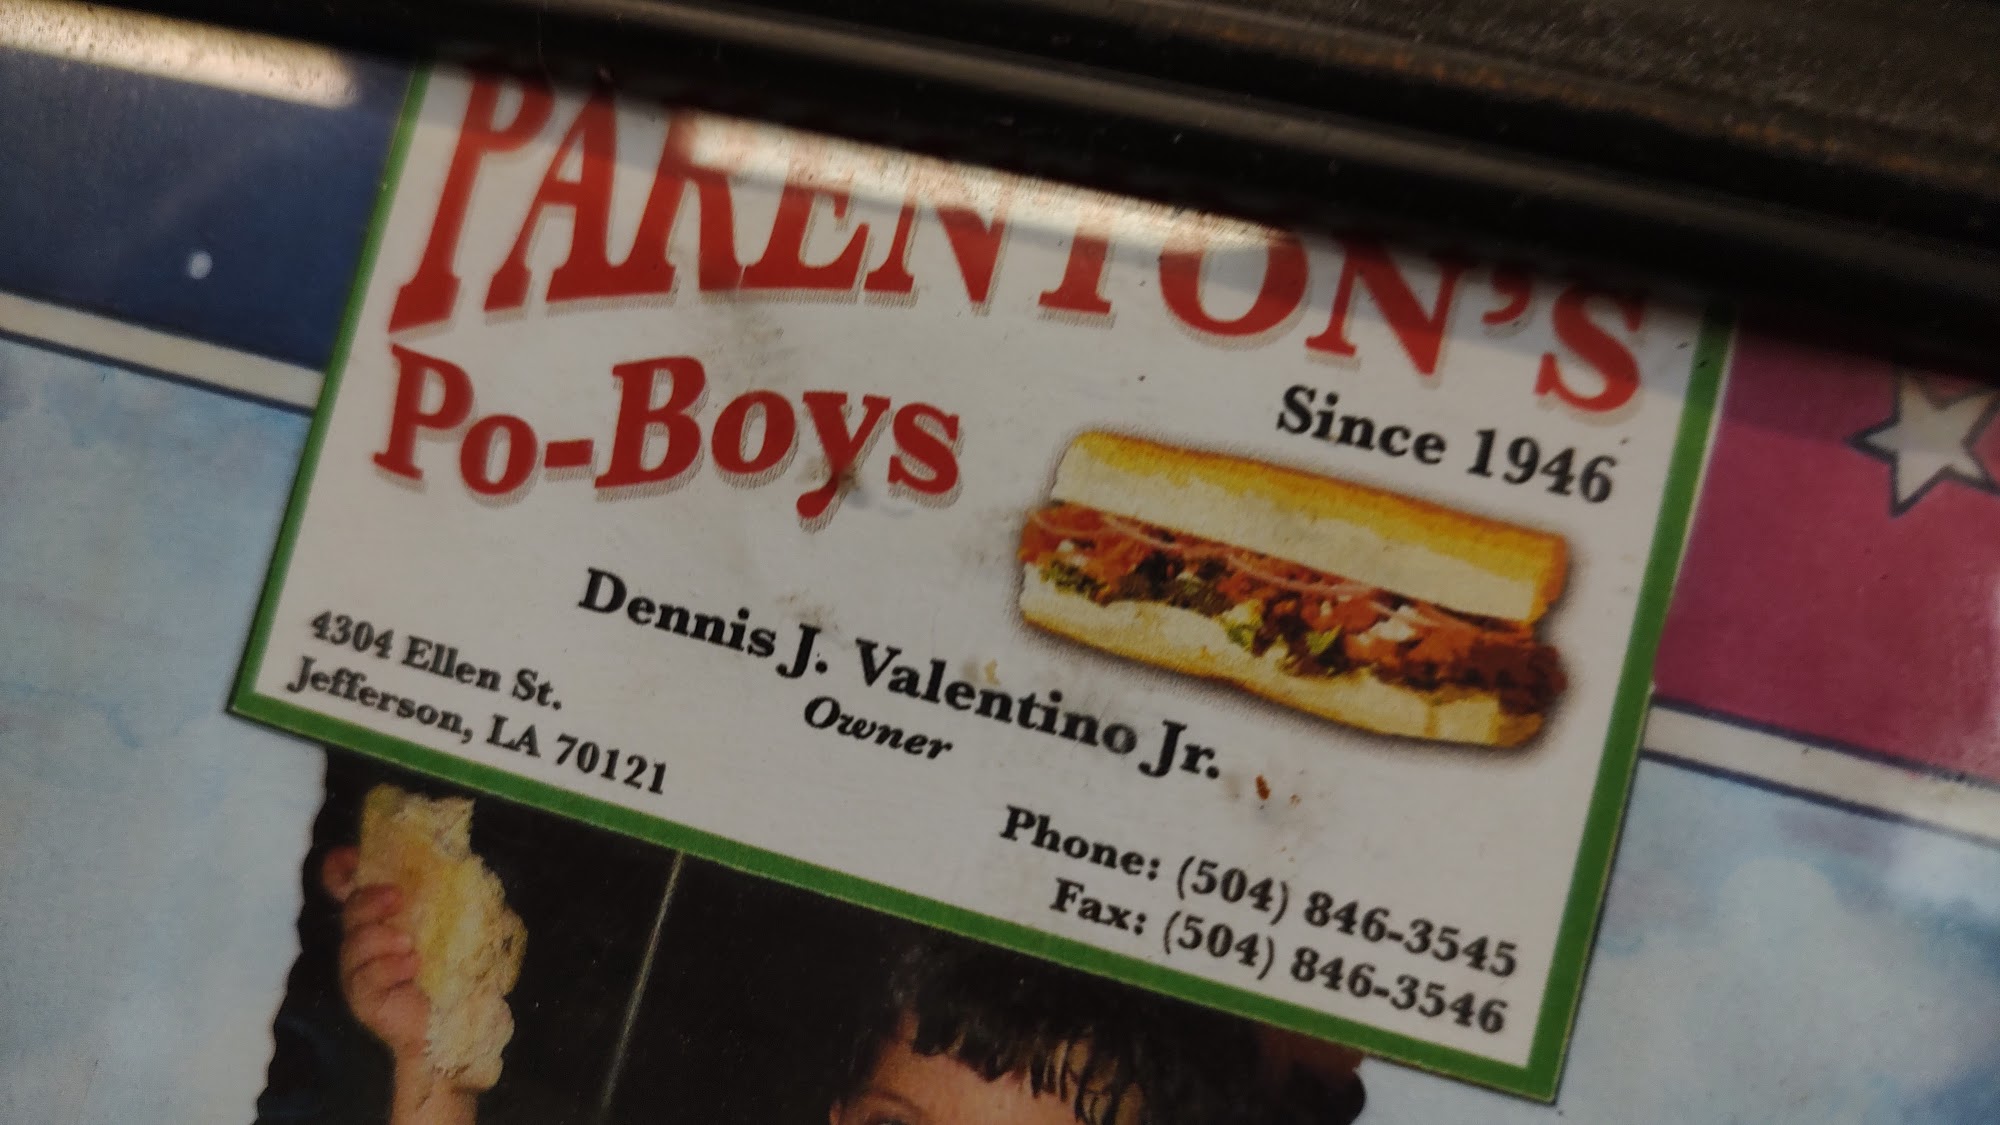 PARENTON'S
Po-Boys
Since 1946
Dennis J. Valentino Jr.
Owner
4304 Ellen St.
Jefferson, LA 70121
Phone: (504) 846-3545
Fax: (504) 846-3546